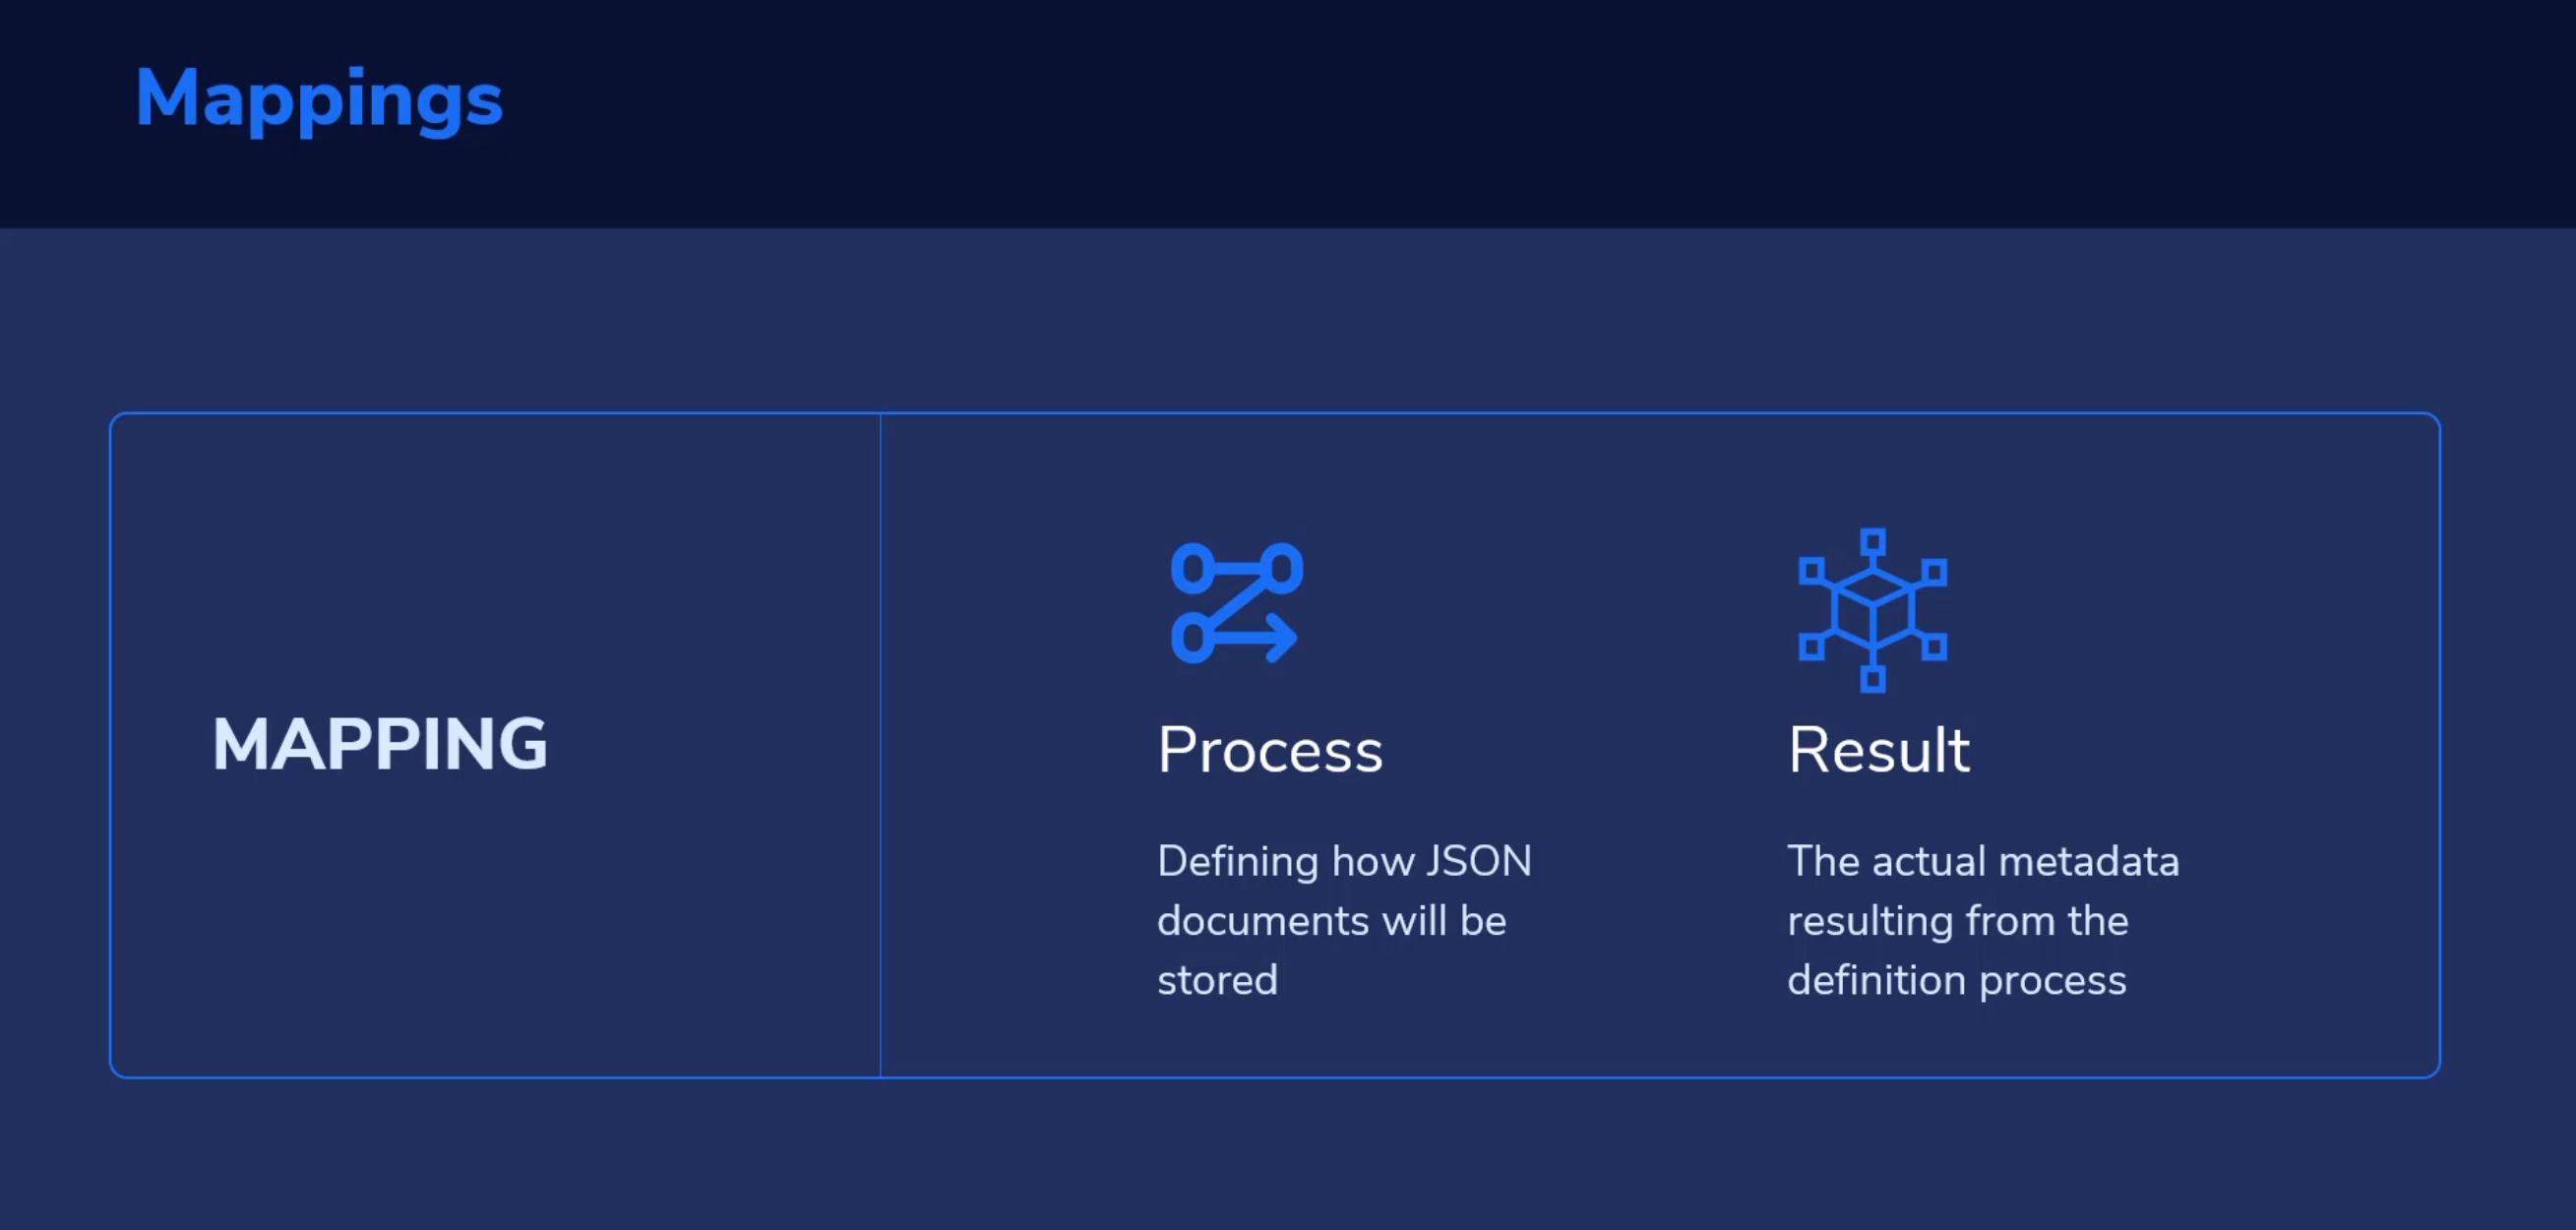 Mappings
MAPPING
Process
Defining how JSON
documents will be
stored
Result
The actual metadata
resulting from the
definition process